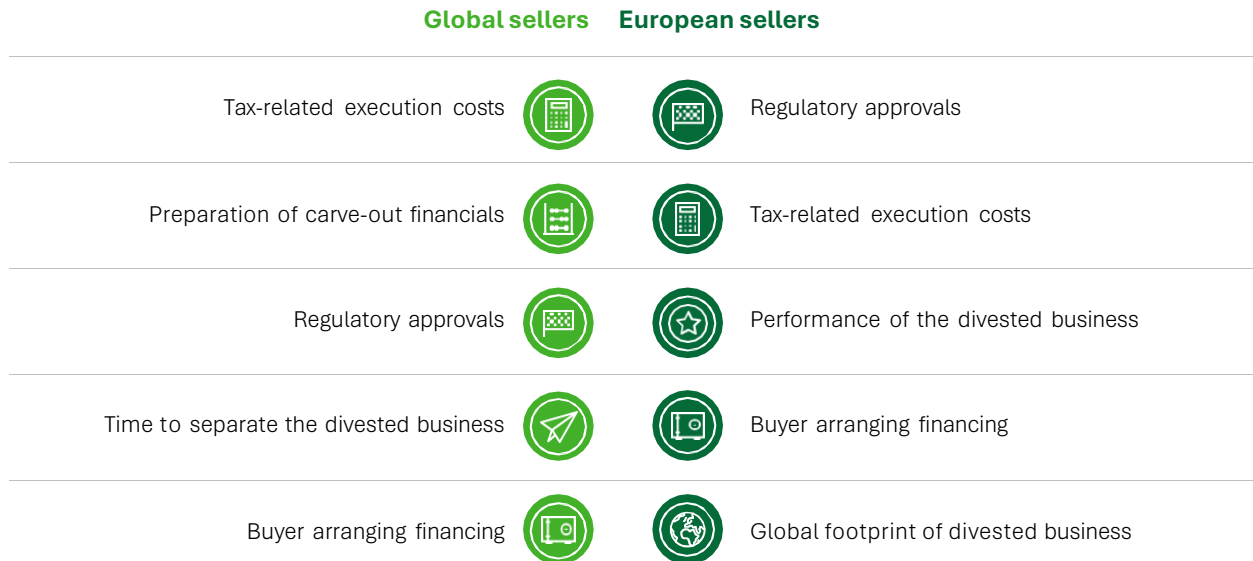 Global sellers European sellers
Tax-related execution costs Regulatory approvals
Preparation of carve-out financials Tax-related execution costs
Regulatory approvals Performance of the divested business
Time to separate the divested business Buyer arranging financing
Buyer arranging financing Global footprint of divested business